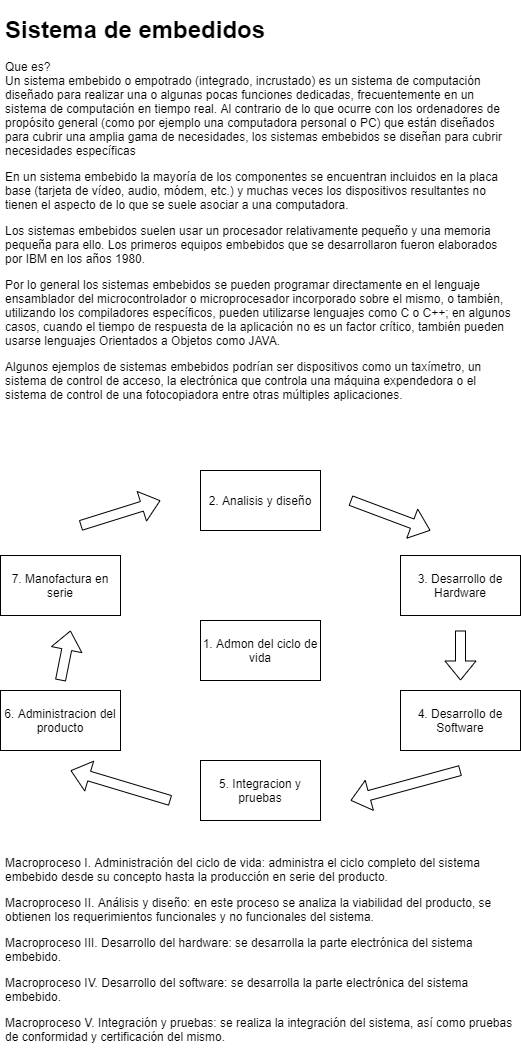 Sistema de embedidos
Que es?
Un sistema embebido o empotrado (integrado, incrustado) es un sistema de computación
diseñado para realizar una o algunas pocas funciones dedicadas, frecuentemente en un
sistema de computación en tiempo real. Al contrario de lo que ocurre con los ordenadores de
propósito general (como por ejemplo una computadora personal o PC) que están diseñados
para cubrir una amplia gama de necesidades, los sistemas embebidos se diseñan para cubrir
necesidades específicas
En un sistema embebido la mayoría de los componentes se encuentran incluidos en la placa
base (tarjeta de vídeo, audio, módem, etc.) y muchas veces los dispositivos resultantes no
tienen el aspecto de lo que se suele asociar a una computadora.
Los sistemas embebidos suelen usar un procesador relativamente pequeño y una memoria
pequeña para ello. Los primeros equipos embebidos que se desarrollaron fueron elaborados
por IBM en los años 1980.
Por lo general los sistemas embebidos se pueden programar directamente en el lenguaje
ensamblador del microcontrolador o microprocesador incorporado sobre el mismo, o también,
utilizando los compiladores específicos, pueden utilizarse lenguajes como C o C++; en algunos
casos, cuando el tiempo de respuesta de la aplicación no es un factor crítico, también pueden
usarse lenguajes Orientados a Objetos como JAVA.
Algunos ejemplos de sistemas embebidos podrían ser dispositivos como un taxímetro, un
sistema de control de acceso, la electrónica que controla una máquina expendedora o el
sistema de control de una fotocopiadora entre otras múltiples aplicaciones.
2. Analisis y diseño
7. Manofactura en
serie
3. Desarrollo de
Hardware
1. Admon del ciclo de
vida
6. Administracion del
producto
4. Desarrollo de
Software
5. Integracion y
pruebas
Macroproceso I. Administración del ciclo de vida: administra el ciclo completo del sistema
embebido desde su concepto hasta la producción en serie del producto.
Macroproceso II. Análisis y diseño: en este proceso se analiza la viabilidad del producto, se
obtienen los requerimientos funcionales y no funcionales del sistema.
Macroproceso III. Desarrollo del hardware: se desarrolla la parte electrónica del sistema
embebido.
Macroproceso IV. Desarrollo del software: se desarrolla la parte electrónica del sistema
embebido.
Macroproceso V. Integración y pruebas: se realiza la integración del sistema, así como pruebas
de conformidad y certificación del mismo.